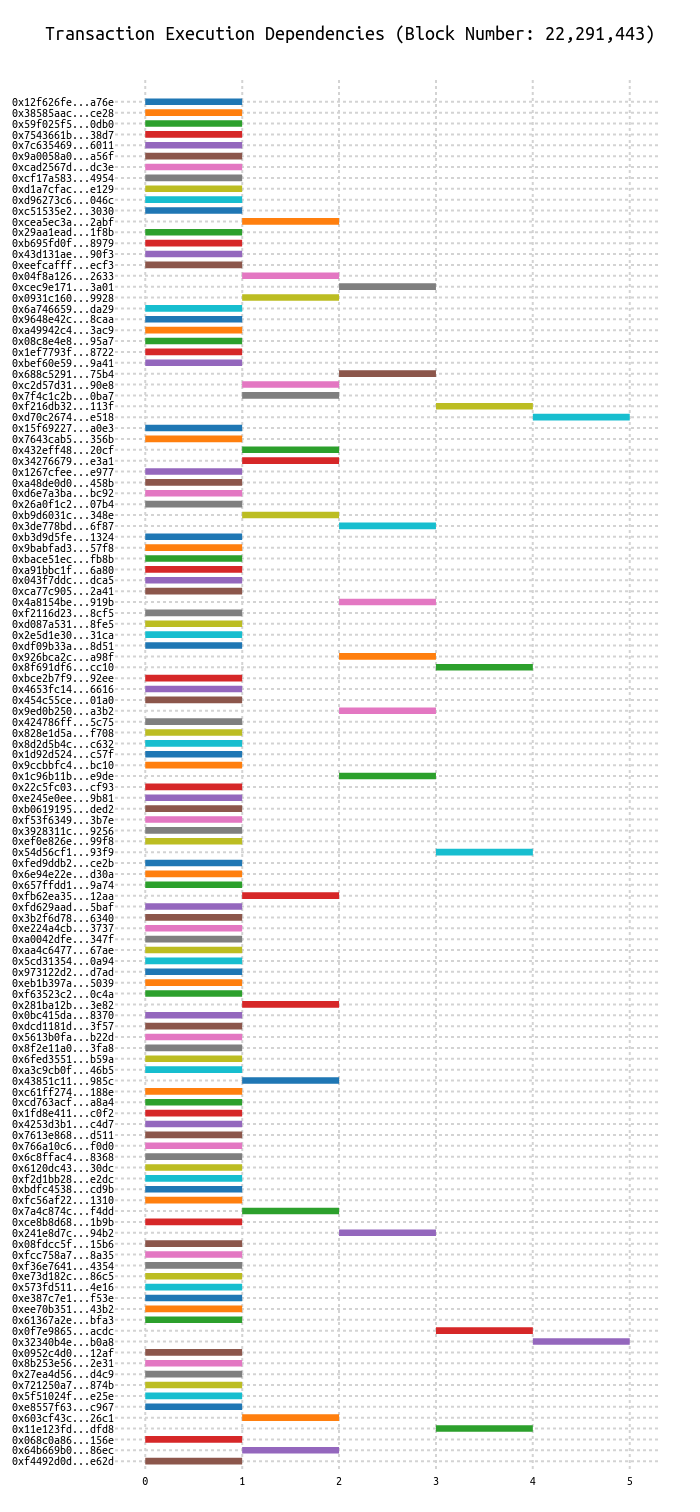 Transaction Execution Dependencies (Block Number: 22,291,443)
0x12f626fe...a76e
0x38585aac...ce28
0x59f025f5...0db0
0x7543661b...38d7
0x7c635469...6011
0x9a0058a0...a56f
0xcad2567d...dc3e
0xcf17a583...4954
0xd1a7cfac...e129
0xd96273c6...046c
0xc51535e2...3030
0xcea5ec3a...2abf
0x29aa1ead...1f8b
0xb695fd0f...8979
0x43d131ae...90f3
0xeefcafff...ecf3
0x04f8a126...2633
0xcec9e171...3a01
0x0931c160...9928
0x6a746659...da29
0x9648e42c...8caa
0xa49942c4...3ac9
0x08c8e4e8...95a7
0x1ef7793f...8722
0xbef60e59...9a41
0x688c5291...75b4
0xc2d57d31...90e8
0x7f4c1c2b...0ba7
0xf216db32...113f
0xd70c2674...e518
0x15f69227...a0e3
0x7643cab5...356b
0x432eff48...20cf
0x34276679...e3a1
0x1267cfee...e977
0xa48de0d0...458b
0xd6e7a3ba...bc92
0x26a0f1c2...07b4
0xb9d6031c...348e
0x3de778bd...6f87
0xb3d9d5fe...1324
0x9babfad3...57f8
0xbace51ec...fb8b
0xa91bbc1f...6a80
0x043f7ddc...dca5
0xca77c905...2a41
0x4a8154be...919b
0xf2116d23...8cf5
0xd087a531...8fe5
0x2e5d1e30...31ca
0xdf09b33a...8d51
0x926bca2c...a98f
0x8f691df6...cc10
0xbce2b7f9...92ee
0x4653fc14...6616
0x454c55ce...01a0
0x9ed0b250...a3b2
0x424786ff...5c75
0x828e1d5a...f708
0x8d2d5b4c...c632
0x1d92d524...c57f
0x9ccbbfc4...bc10
0x1c96b11b...e9de
0x22c5fc03...cf93
0xe245e0ee...9b81
0xb0619195...ded2
0xf53f6349...3b7e
0x3928311c...9256
0xef0e826e...99f8
0x54d56cf1...93f9
0xfed9ddb2...ce2b
0x6e94e22e...d30a
0x657ffdd1...9a74
0xfb62ea35...12aa
0xfd629aad...5baf
0x3b2f6d78...6340
0xe224a4cb...3737
0xa0042dfe...347f
0xaa4c6477...67ae
0x5cd31354...0a94
0x973122d2...d7ad
0xeb1b397a...5039
0xf63523c2...0c4a
0x281ba12b...3e82
0x0bc415da...8370
0xdcd1181d...3f57
0x5613b0fa...b22d
0x8f2e11a0...3fa8
0x6fed3551...b59a
0xa3c9cb0f...46b5
0x43851c11...985c
0xc61ff274...188e
0xcd763acf...a8a4
0x1fd8e411...c0f2
0x4253d3b1...c4d7
0x7613e868...d511
0x766a10c6...f0d0
0x6c8ffac4...8368
0x6120dc43...30dc
0xf2d1bb28...e2dc
0xbdfc4538...cd9b
0xfc56af22...1310
0x7a4c874c...f4dd
0xce8b8d68...1b9b
0x241e8d7c...94b2
0x08fdcc5f...15b6
0xfcc758a7...8a35
0xf36e7641...4354
0xe73d182c...86c5
0x573fd511...4e16
0xe387c7e1...f53e
0xee70b351...43b2
0x61367a2e...bfa3
0x0f7e9865...acdc
0x32340b4e...b0a8
0x0952c4d0...12af
0x8b253e56...2e31
0x27ea4d56...d4c9
0x721250a7...874b
0x5f51024f...e25e
0xe8557f63...c967
0x603cf43c...26c1
0x11e123fd...dfd8
0x068c0a86...156e
0x64b669b0...86ec
0xf4492d0d...e62d
0 1 2 3 4 5